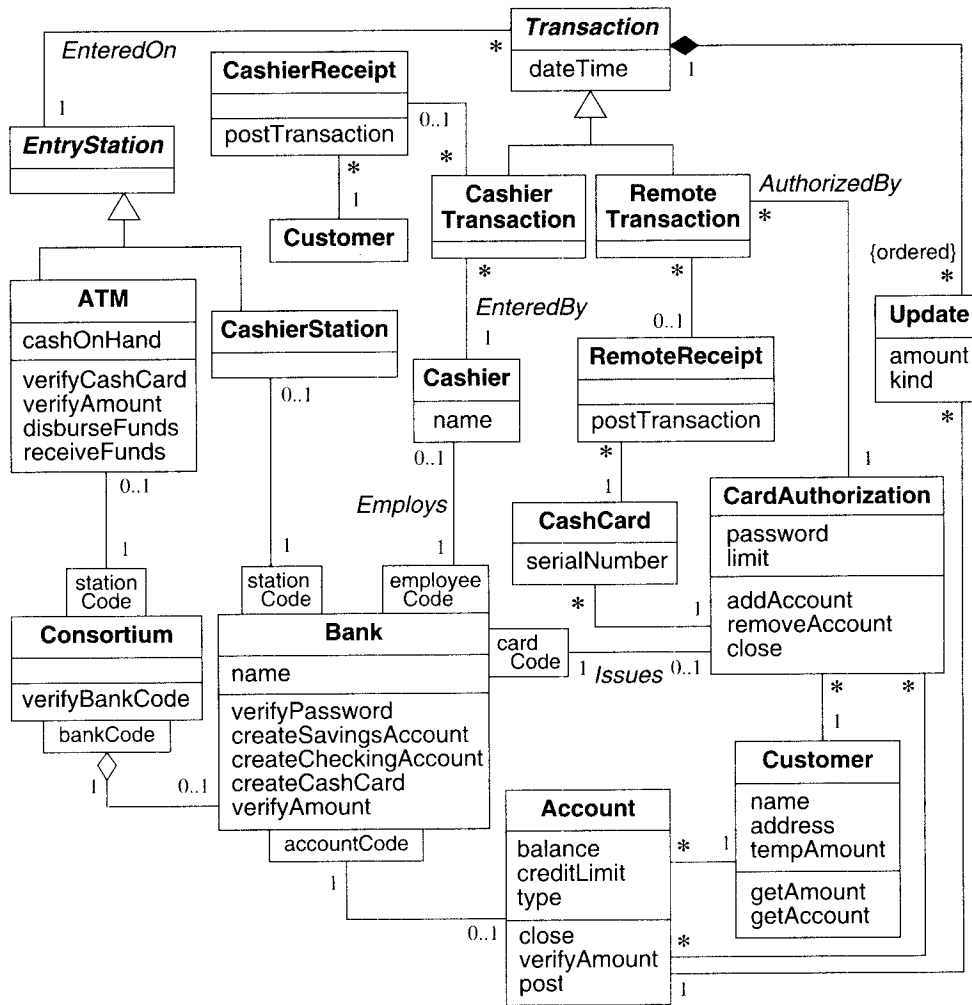 Transaction
dateTime
EnteredOn
*
1
1
CashierReceipt
postTransaction
0..1
*
EntryStation
*
1
Customer
Cashier
Transaction
*
Remote
Transaction
*
AuthorizedBy
*
{ordered}
*
ATM
cashOnHand
verifyCashCard
verifyAmount
disburseFunds
receiveFunds
0..1
1
CashierStation
0..1
1
EnteredBy
1
Cashier
name
0..1
Employs
1
0..1
RemoteReceipt
postTransaction
*
1
Update
amount
kind
*
CashCard
serialNumber
*
1
1
CardAuthorization
password
limit
addAccount
removeAccount
close
*
*
station
Code
station
Code
employee
Code
Consortium
verifyBankCode
bankCode
1
0..1
Bank
name
verifyPassword
createSavingsAccount
createCheckingAccount
createCashCard
verifyAmount
accountCode
1
0..1
card
Code
1
Issues
0..1
1
Customer
name
address
tempAmount
getAmount
getAccount
Account
balance
creditLimit
type
close
verifyAmount
post
*
1
*
1